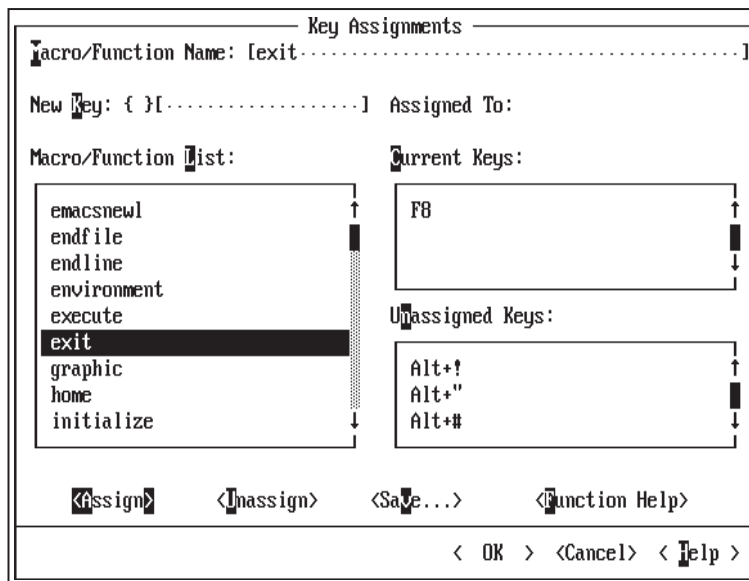 Key Assignments
Macro/Function Name: [exit·············································]
New Key: { }[····················] Assigned To:
Macro/Function List:
Current Keys:
emacsnewl
endfile
endline
environment
execute
exit
graphic
home
initialize
F8
Unassigned Keys:
Alt+!
Alt+"
Alt+#
<Assign> <Unassign> <Save...> <Function Help>
< OK > <Cancel> < Help >